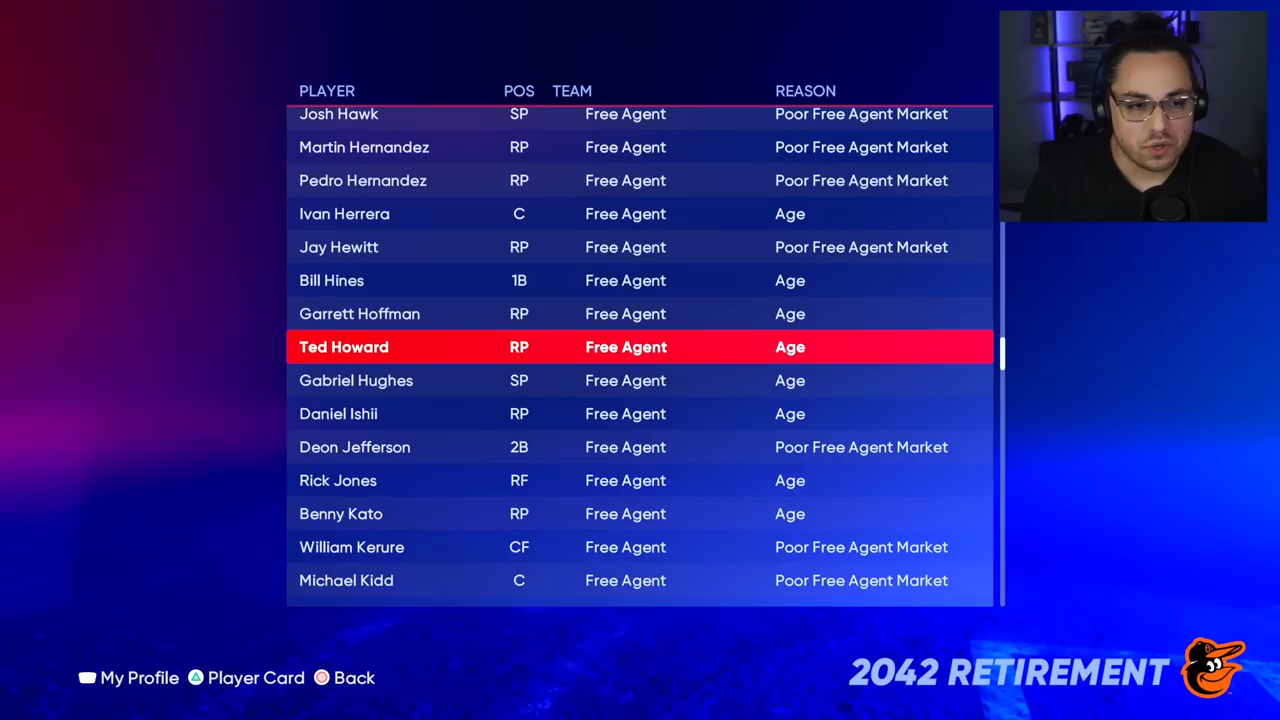 PLAYER POS TEAM REASON
Josh Hawk SP Free Agent Poor Free Agent Market
Martin Hernandez RP Free Agent Poor Free Agent Market
Pedro Hernandez RP Free Agent Poor Free Agent Market
Ivan Herrera C Free Agent Age
Jay Hewitt RP Free Agent Poor Free Agent Market
Bill Hines 1B Free Agent Age
Garrett Hoffman RP Free Agent Age
Ted Howard RP Free Agent Age
Gabriel Hughes SP Free Agent Age
Daniel Ishii RP Free Agent Age
Deon Jefferson 2B Free Agent Poor Free Agent Market
Rick Jones RF Free Agent Age
Benny Kato RP Free Agent Age
William Kerure CF Free Agent Poor Free Agent Market
Michael Kidd C Free Agent Poor Free Agent Market
My Profile Player Card Back
2042 RETIREMENT